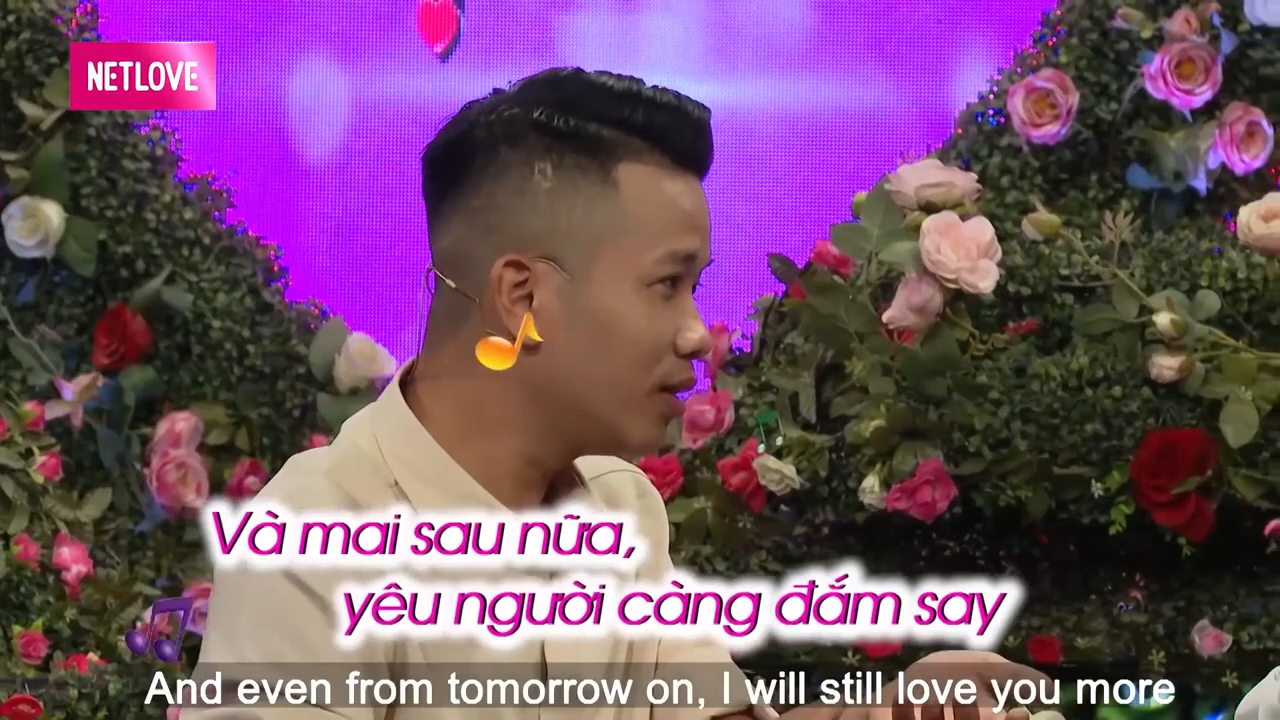 NETLOVE
Và mai sau nữa,
yêu người càng đắm say
And even from tomorrow on, I will still love you more